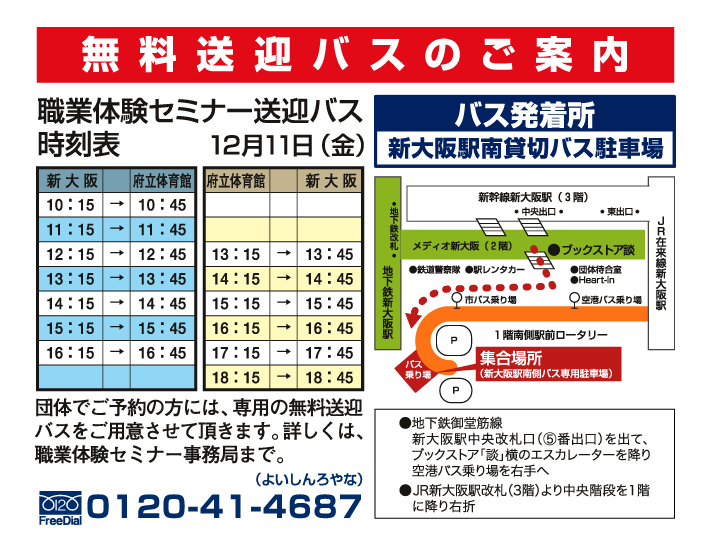 無料送迎バスのご案内
職業体験セミナー送迎バス
時刻表 12月11日（金）
新大阪 府立体育館
10：15 → 10：45
11：15 → 11：45
12：15 → 12：45
13：15 → 13：45
14：15 → 14：45
15：15 → 15：45
16：15 → 16：45
府立体育館 新大阪
13：15 → 13：45
14：15 → 14：45
15：15 → 15：45
16：15 → 16：45
17：15 → 17：45
18：15 → 18：45
団体でご予約の方には、専用の無料送迎
バスをご用意させて頂きます。詳しくは、
職業体験セミナー事務局まで。
（よいしんろやな）
FreeDial
0120-41-4687
バス発着所
新大阪駅南貸切バス駐車場
新幹線新大阪駅（3階）
・中央出口・ ・東出口・
・地下鉄改札・
地下鉄新大阪駅
メディオ新大阪（2階）
●ブックストア談
●鉄道警察隊 ●駅レンタカー
●団体待合室
●Heart-in
市バス乗り場
空港バス乗り場
JR在来線新大阪駅
1階南側駅前ロータリー
P
P
バス
乗り場
集合場所
（新大阪駅南側バス専用駐車場）
●地下鉄御堂筋線
新大阪駅中央改札口（⑤番出口）を出て、
ブックストア「談」横のエスカレーターを降り
空港バス乗り場を右手へ
●JR新大阪駅改札（3階）より中央階段を1階
に降り右折